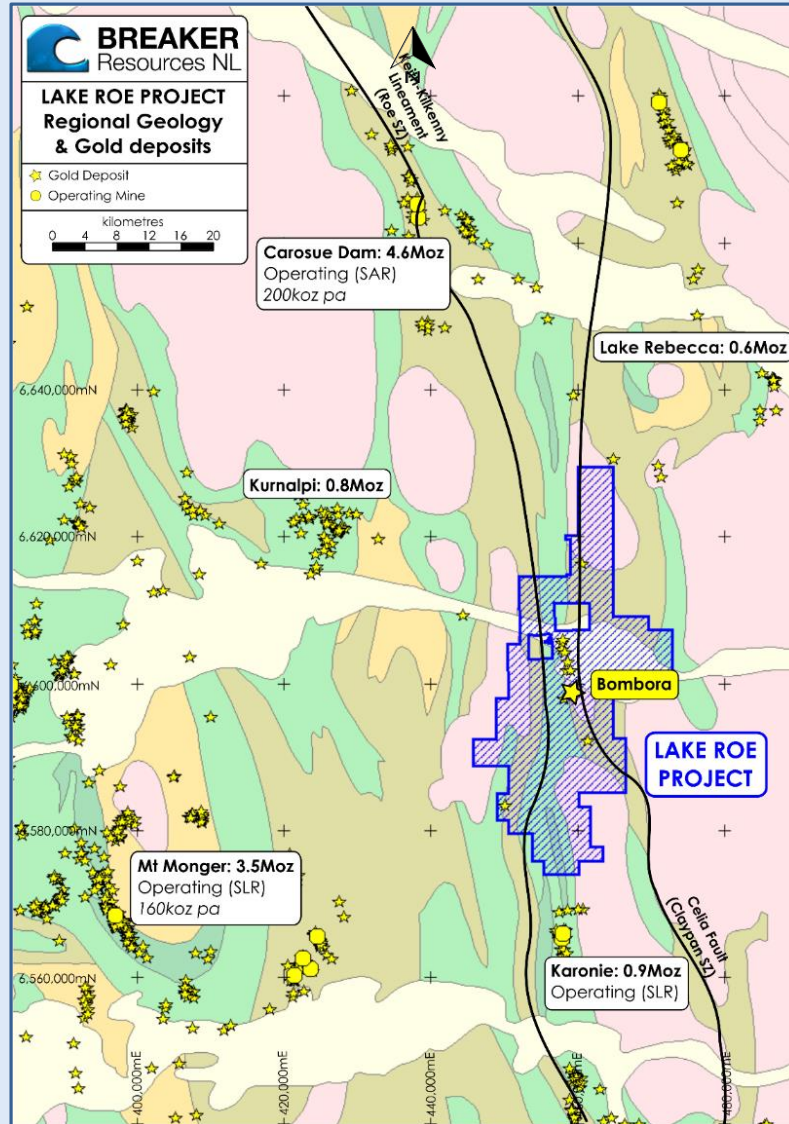 BREAKER
Resources NL
LAKE ROE PROJECT
Regional Geology
& Gold deposits
Gold Deposit
Operating Mine
kilometres
0 4 8 12 16 20
Keith-Kilkenny
Lineament
(Roe SZ)
Carosue Dam: 4.6Moz
Operating (SAR)
200koz pa
Lake Rebecca: 0.6Moz
6,640,000mN
Kurnalpi: 0.8Moz
6,620,000mN
6,600,000mN
Bombora
LAKE ROE
PROJECT
6,580,000mN
Mt Monger: 3.5Moz
Operating (SLR)
160koz pa
Celia Fault
(Claypan SZ)
Karonie: 0.9Moz
Operating (SLR)
6,560,000mN
400,000mE
420,000mE
440,000mE
480,000mE